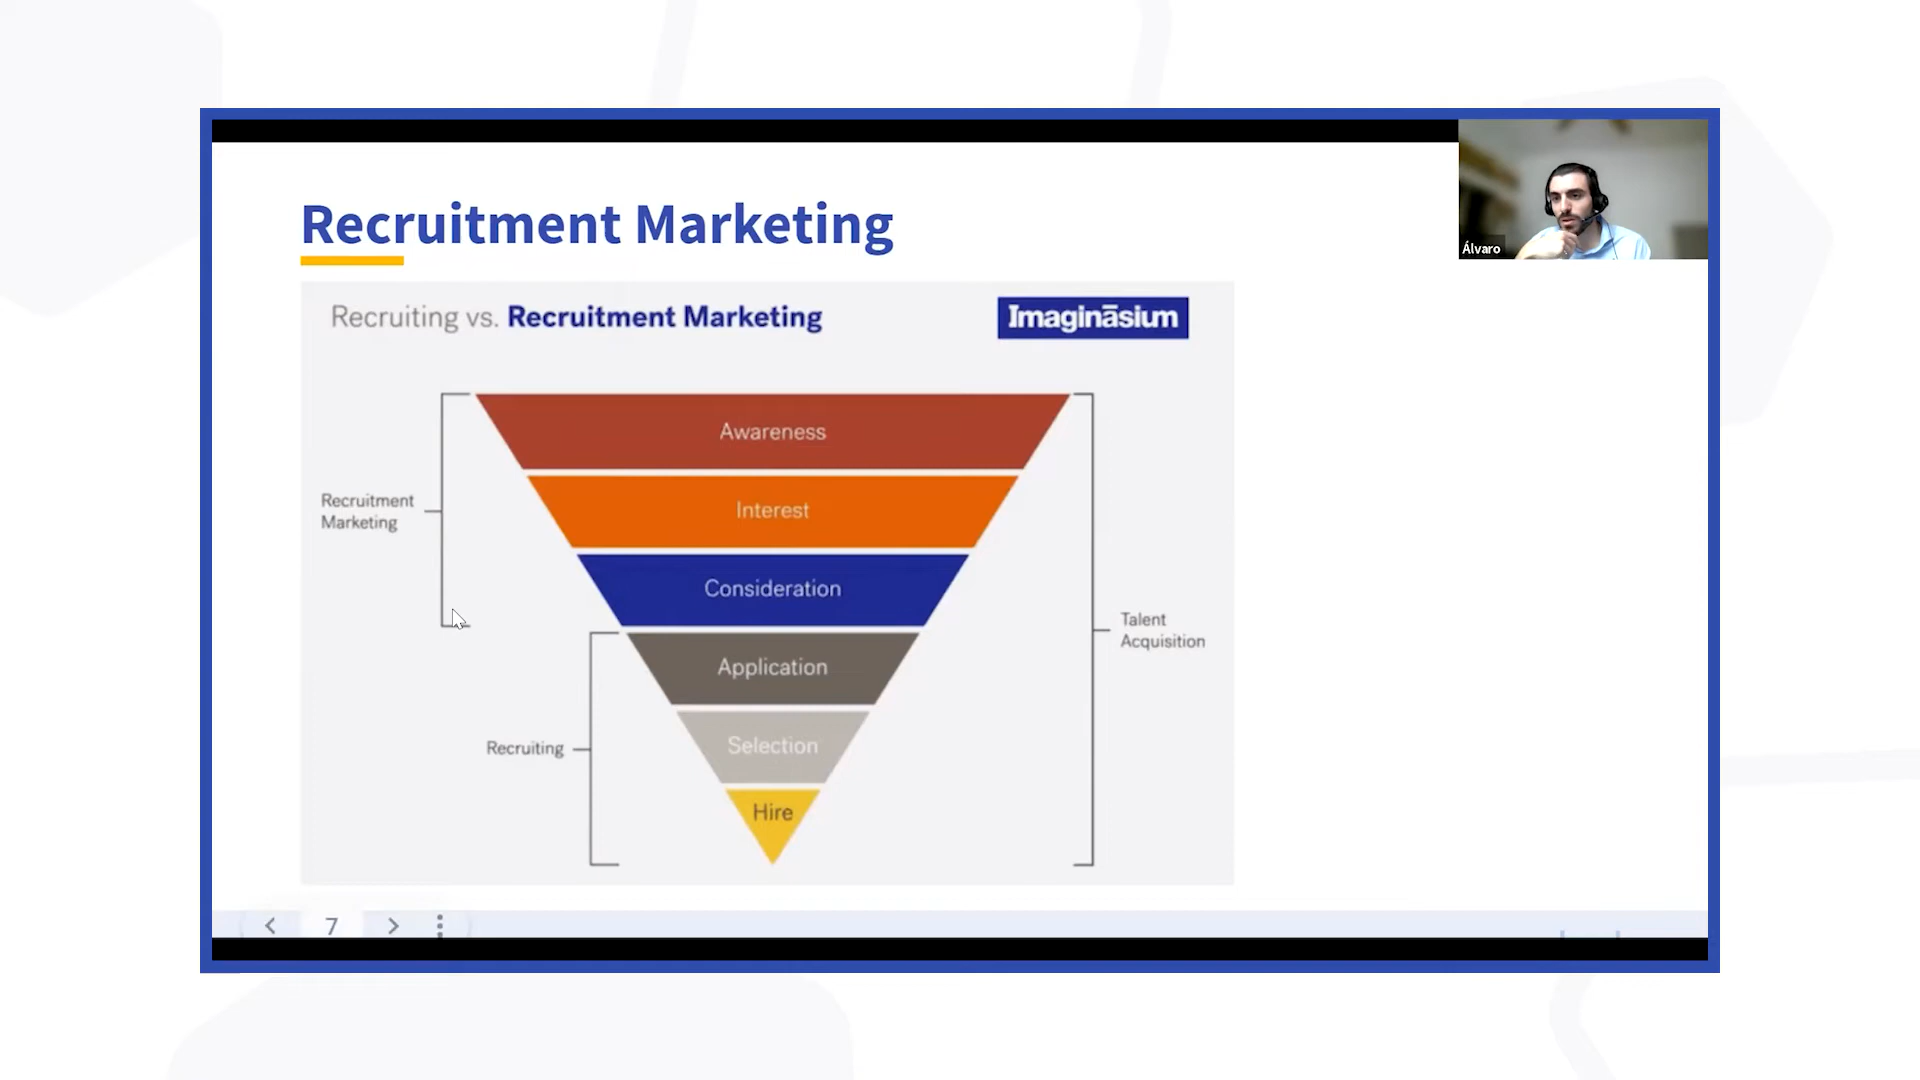 Recruitment Marketing
Álvaro
Recruiting vs. Recruitment Marketing
Imagināsium
Awareness
Interest
Consideration
Application
Selection
Hire
Recruitment
Marketing
Recruiting
Talent
Acquisition
7